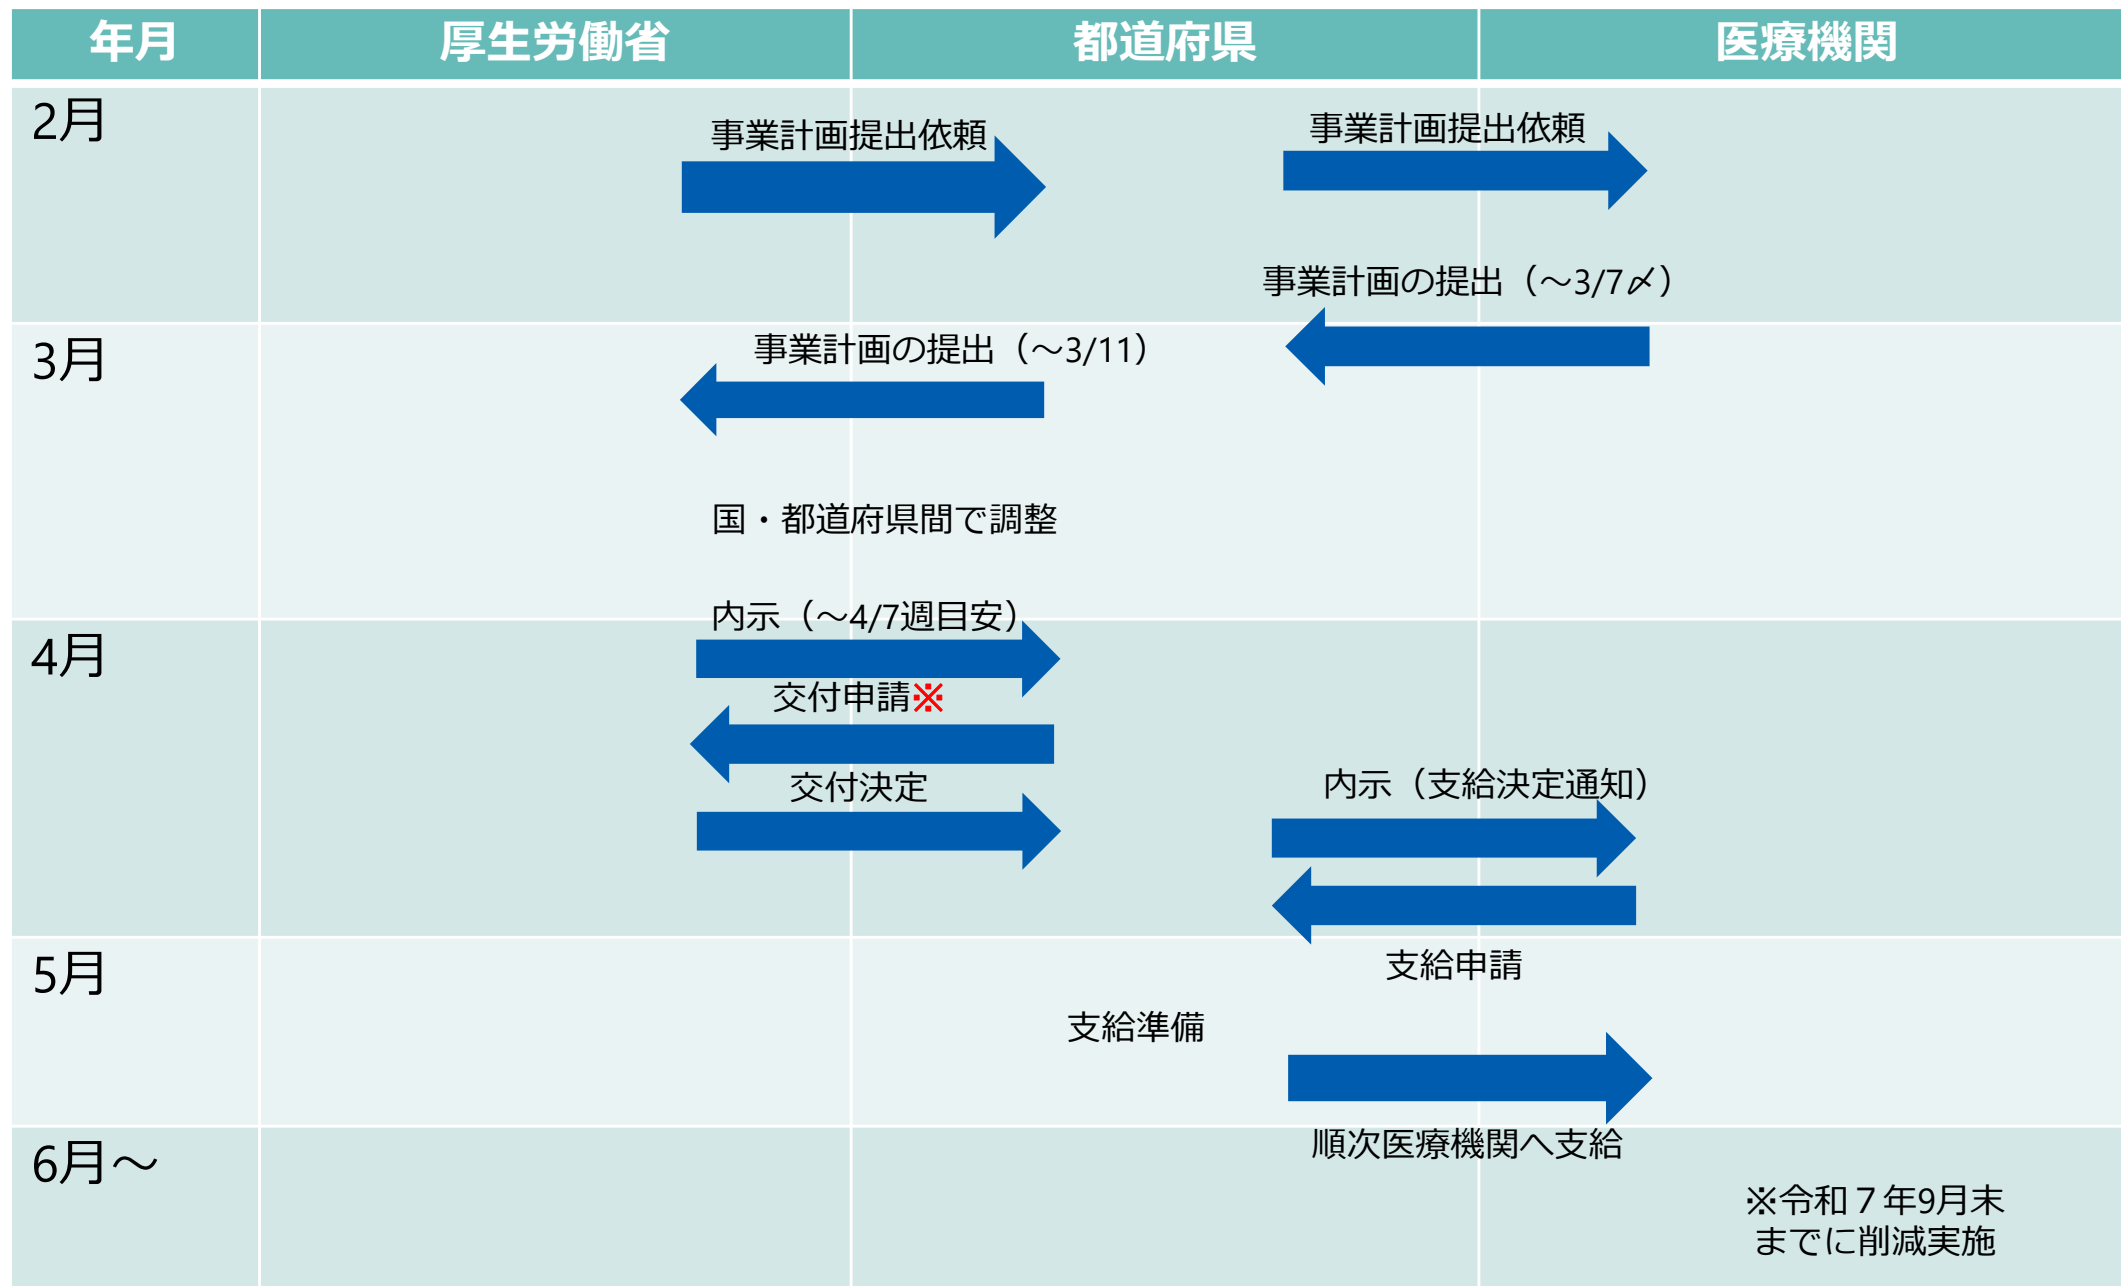 年月
厚生労働省
都道府県
医療機関
2月
事業計画提出依頼
事業計画提出依頼
事業計画の提出（～3/7〆）
3月
事業計画の提出（～3/11）
国・都道府県間で調整
内示（～4/7週目安）
4月
交付申請※
交付決定
内示（支給決定通知）
5月
支給申請
支給準備
順次医療機関へ支給
6月～
※令和７年9月末
までに削減実施